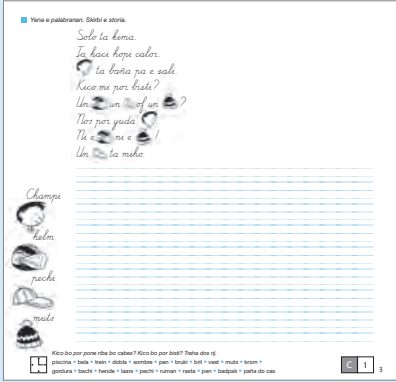 Yena e palabranan. Skirbi e storia.
Solo ta kima.
Ta haci hopi calor.
ta baña pa e sali.
Kico mi por bisti?
Un un of un ?
Nos por yuda
Ni e ni e !
Un ta miho.
Champi
helm
pechi
muts
Kico bo por pone riba bo cabes? Kico bo por bisti? Traha dos rij.
piscina • bala • trein • dobla • sombre • pen • bruki • bril • vest • muts • krom •
gordura • bachi • hende • laars • pechi • ruman • rasta • pen • badpak • paña do cas
C 1
3